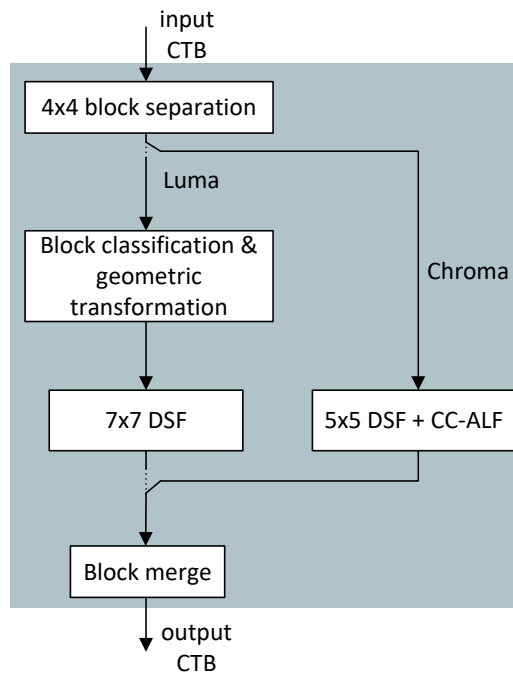 input
CTB
4x4 block separation
Luma
Block classification &
geometric
transformation
Chroma
7x7 DSF
5x5 DSF + CC-ALF
Block merge
output
CTB